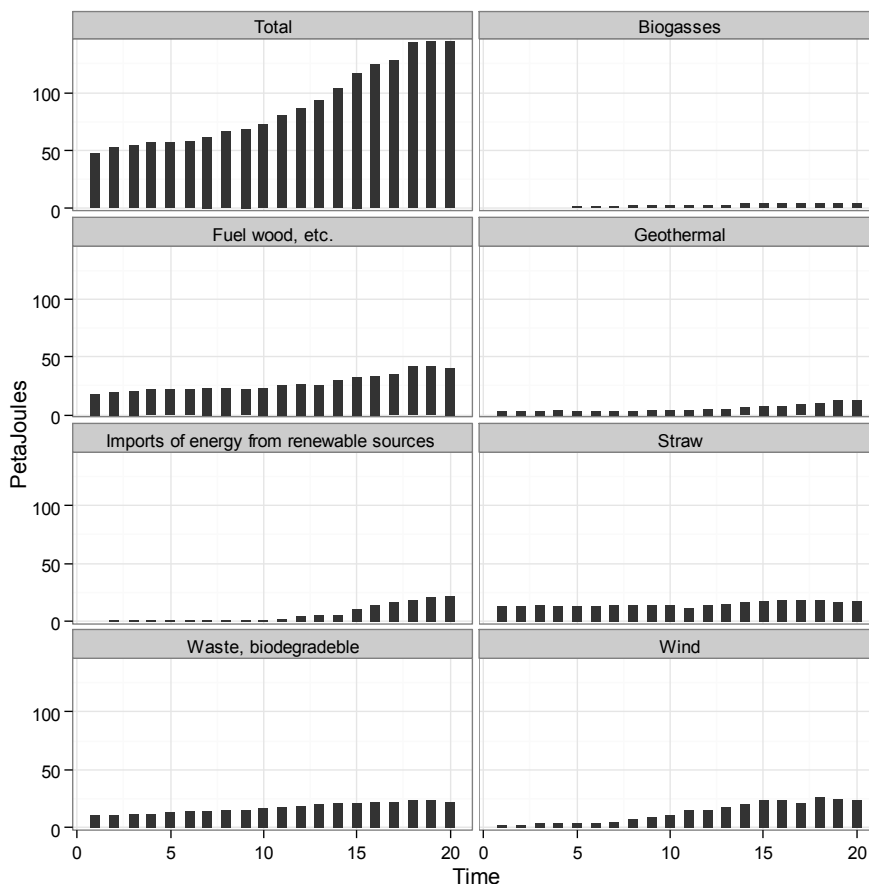 Total
Biogasses
100
50
0
Fuel wood, etc.
Geothermal
100
50
0
Imports of energy from renewable sources
Straw
100
50
0
Waste, biodegradeble
Wind
100
50
0
0 5 10 15 20
0 5 10 15 20
PetaJoules
Time